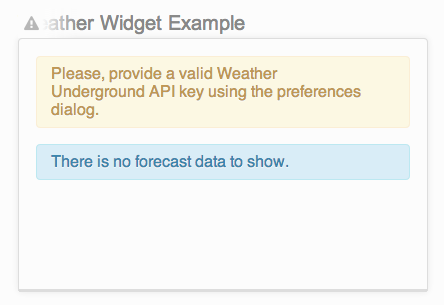 ather Widget Example
Please, provide a valid Weather
Underground API key using the preferences
dialog.
There is no forecast data to show.